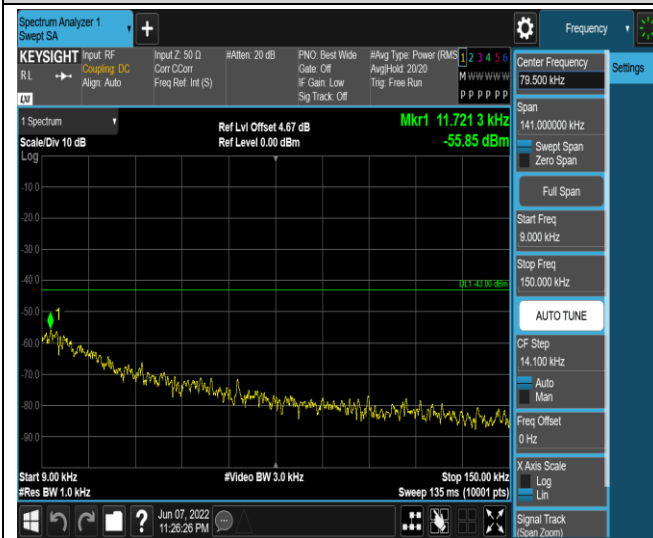 Spectrum Analyzer 1
Swept SA
+
Frequency
KEYSIGHT
RL
LXI
Input: RF
Coupling: DC
Align: Auto
Input Z: 50 Ω
Corr CCorr
Freq Ref: Int (S)
#Atten: 20 dB
PNO: Best Wide
Gate: Off
IF Gain: Low
Sig Track: Off
#Avg Type: Power (RMS
Avg|Hold: 20/20
Trig: Free Run
1 2 3 4 5 6
M W W W W W
P P P P P P
1 Spectrum
Scale/Div 10 dB
Log
Ref Lvl Offset 4.67 dB
Ref Level 0.00 dBm
Mkr1 11.721 3 kHz
-55.85 dBm
-10.0
-20.0
-30.0
-40.0
-50.0
-60.0
-70.0
-80.0
-90.0
DL1 -43.00 dBm
1
Start 9.00 kHz
#Res BW 1.0 kHz
#Video BW 3.0 kHz
Stop 150.00 kHz
Sweep 135 ms (10001 pts)
Jun 07, 2022
11:26:26 PM
?
Center Frequency
79.500 kHz
Settings
Span
141.000000 kHz
Swept Span
Zero Span
Full Span
Start Freq
9.000 kHz
Stop Freq
150.000 kHz
AUTO TUNE
CF Step
14.100 kHz
Auto
Man
Freq Offset
0 Hz
X Axis Scale
Log
Lin
Signal Track
(Span Zoom)